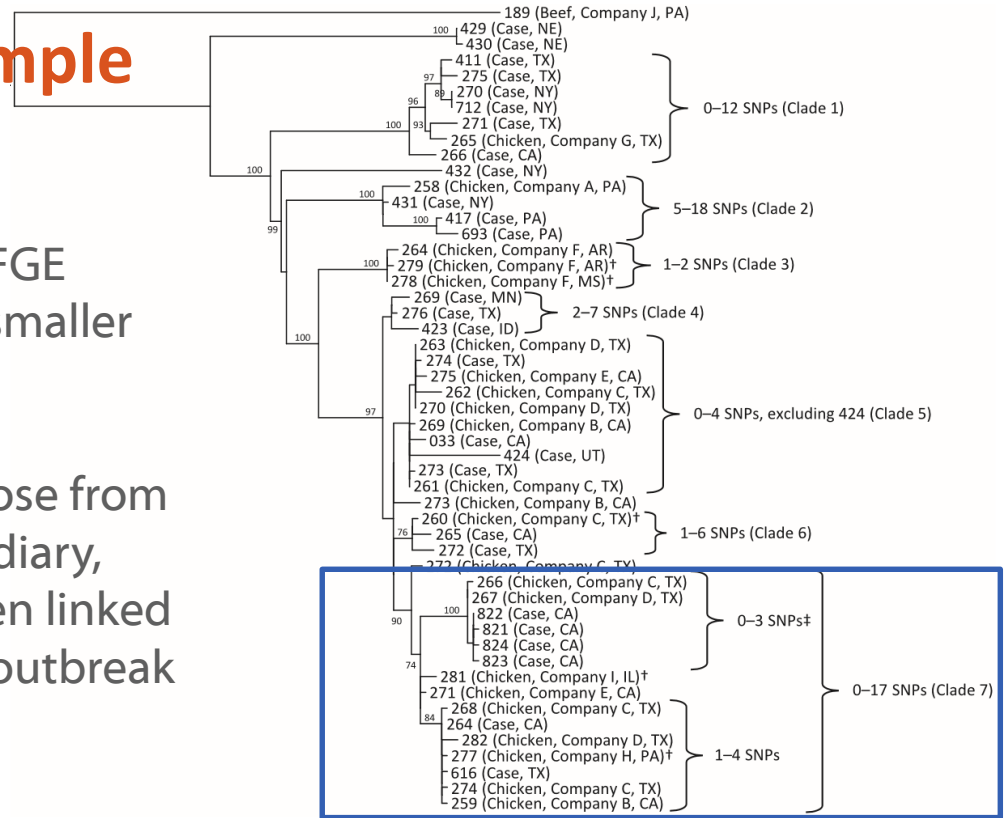 mple
FGE
smaller
ose from
diary,
en linked
outbreak
189 (Beef, Company J, PA)
100
429 (Case, NE)
430 (Case, NE)
411 (Case, TX)
97
275 (Case, TX)
89
270 (Case, NY)
96
712 (Case, NY)
0–12 SNPs (Clade 1)
100
93
271 (Case, TX)
265 (Chicken, Company G, TX)
266 (Case, CA)
100
432 (Case, NY)
258 (Chicken, Company A, PA)
100
431 (Case, NY)
5–18 SNPs (Clade 2)
100
417 (Case, PA)
99
693 (Case, PA)
264 (Chicken, Company F, AR)
100
279 (Chicken, Company F, AR)†
1–2 SNPs (Clade 3)
278 (Chicken, Company F, MS)†
269 (Case, MN)
276 (Case, TX)
2–7 SNPs (Clade 4)
423 (Case, ID)
100
263 (Chicken, Company D, TX)
274 (Case, TX)
275 (Chicken, Company E, CA)
262 (Chicken, Company C, TX)
97
270 (Chicken, Company D, TX)
0–4 SNPs, excluding 424 (Clade 5)
269 (Chicken, Company B, CA)
033 (Case, CA)
424 (Case, UT)
273 (Case, TX)
261 (Chicken, Company C, TX)
273 (Chicken, Company B, CA)
260 (Chicken, Company C, TX)†
76
265 (Case, CA)
1–6 SNPs (Clade 6)
272 (Case, TX)
272 (Chicken, Company C, TX)
266 (Chicken, Company C, TX)
267 (Chicken, Company D, TX)
100
822 (Case, CA)
90
821 (Case, CA)
0–3 SNPs‡
824 (Case, CA)
823 (Case, CA)
74
281 (Chicken, Company I, IL)†
271 (Chicken, Company E, CA)
0–17 SNPs (Clade 7)
268 (Chicken, Company C, TX)
84
264 (Case, CA)
282 (Chicken, Company D, TX)
277 (Chicken, Company H, PA)†
1–4 SNPs
616 (Case, TX)
274 (Chicken, Company C, TX)
259 (Chicken, Company B, CA)